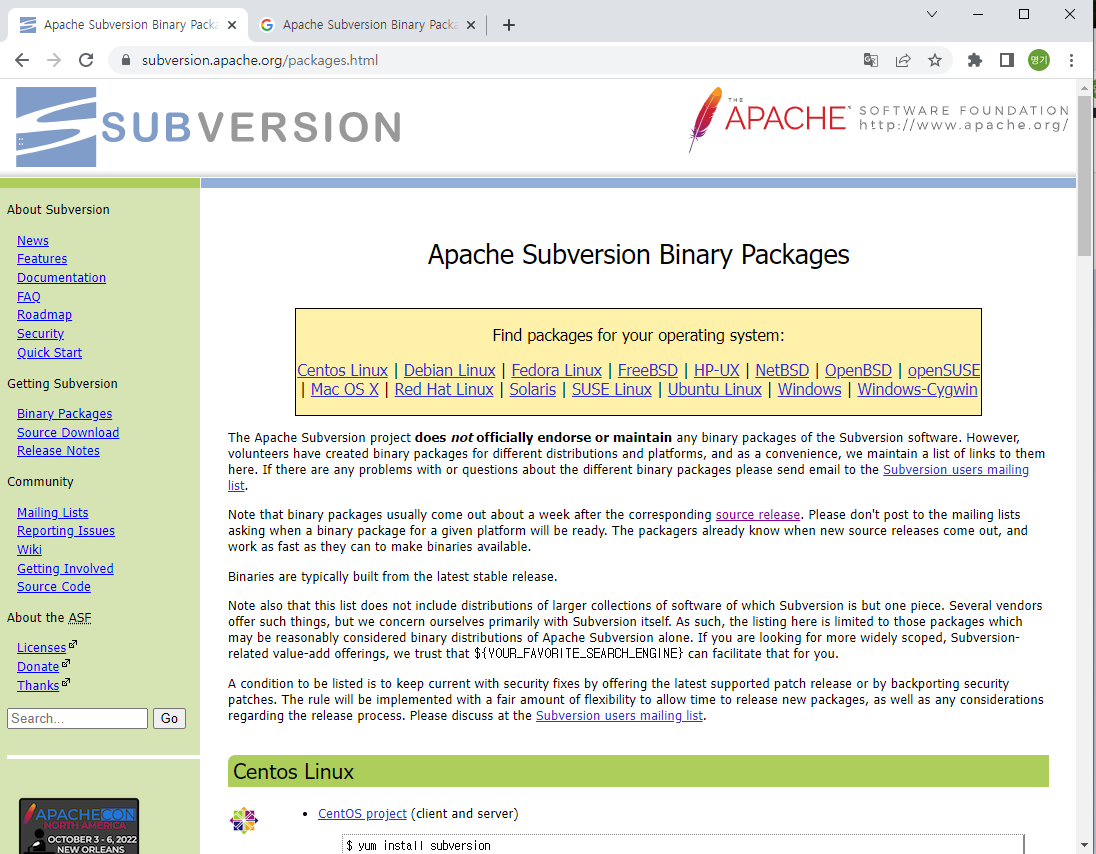 Apache Subversion Binary Packa
Apache Subversion Binary Packa
subversion.apache.org/packages.html
명기
SUBVERSION
THE
APACHE SOFTWARE FOUNDATION
http://www.apache.org/
About Subversion
News
Features
Documentation
FAQ
Roadmap
Security
Quick Start
Getting Subversion
Binary Packages
Source Download
Release Notes
Community
Mailing Lists
Reporting Issues
Wiki
Getting Involved
Source Code
About the ASF
Licenses
Donate
Thanks
Search...
Go
APACHECON
NORTH AMERICA
OCTOBER 3 - 6, 2022
NEW ORLEANS
Apache Subversion Binary Packages
Find packages for your operating system:
Centos Linux | Debian Linux | Fedora Linux | FreeBSD | HP-UX | NetBSD | OpenBSD | openSUSE
| Mac OS X | Red Hat Linux | Solaris | SUSE Linux | Ubuntu Linux | Windows | Windows-Cygwin
The Apache Subversion project does not officially endorse or maintain any binary packages of the Subversion software. However,
volunteers have created binary packages for different distributions and platforms, and as a convenience, we maintain a list of links to them
here. If there are any problems with or questions about the different binary packages please send email to the Subversion users mailing
list.
Note that binary packages usually come out about a week after the corresponding source release. Please don't post to the mailing lists
asking when a binary package for a given platform will be ready. The packagers already know when new source releases come out, and
work as fast as they can to make binaries available.
Binaries are typically built from the latest stable release.
Note also that this list does not include distributions of larger collections of software of which Subversion is but one piece. Several vendors
offer such things, but we concern ourselves primarily with Subversion itself. As such, the listing here is limited to those packages which
may be reasonably considered binary distributions of Apache Subversion alone. If you are looking for more widely scoped, Subversion-
related value-add offerings, we trust that ${YOUR_FAVORITE_SEARCH_ENGINE} can facilitate that for you.
A condition to be listed is to keep current with security fixes by offering the latest supported patch release or by backporting security
patches. The rule will be implemented with a fair amount of flexibility to allow time to release new packages, as well as any considerations
regarding the release process. Please discuss at the Subversion users mailing list.
Centos Linux
• CentOS project (client and server)
$ yum install subversion